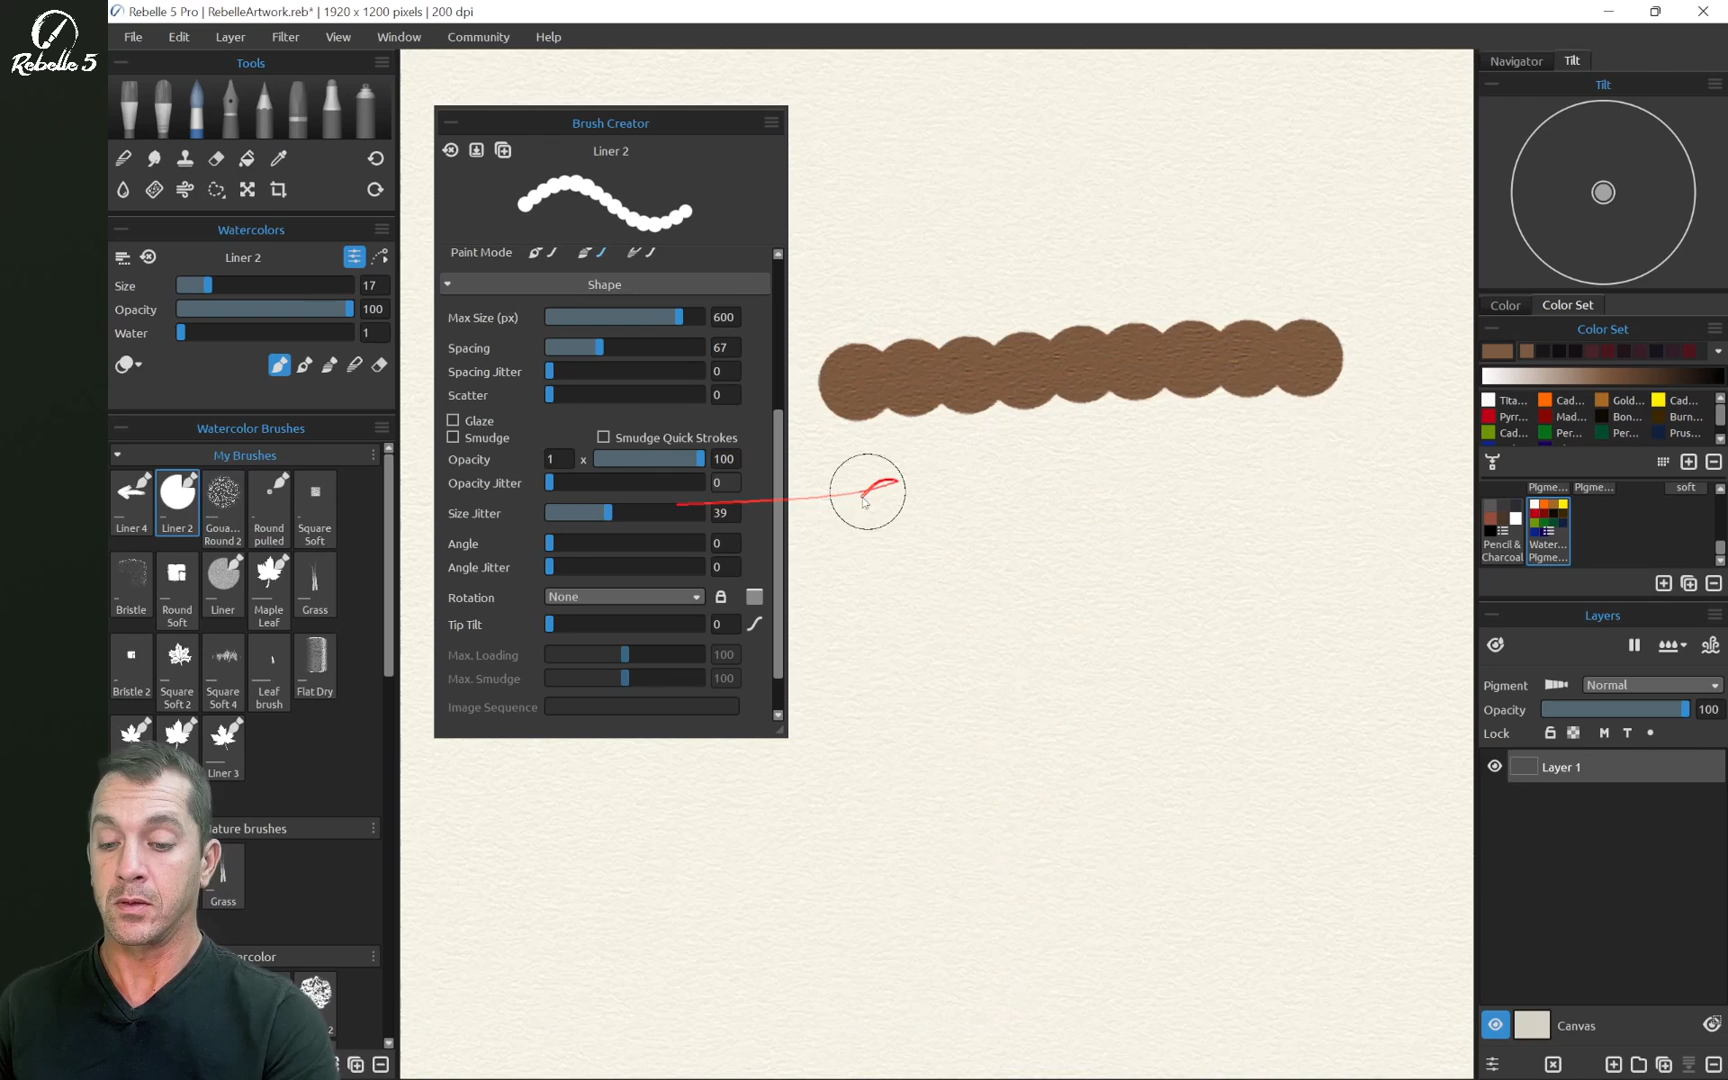 Rebelle 5
Rebelle 5 Pro | RebelleArtwork.reb* | 1920 x 1200 pixels | 200 dpi
File Edit Layer Filter View Window Community Help
Tools
Watercolors
Liner 2
Size 17
Opacity 100
Water 1
Watercolor Brushes
My Brushes
Liner 4 Liner 2 Goua... Round 2 Round pulled Square Soft
Bristle Round Soft Liner Maple Leaf Grass
Bristle 2 Square Soft 2 Square Soft 4 Leaf brush Flat Dry
Liner 3
ature brushes
Grass
ercolor
2
Brush Creator
Liner 2
Paint Mode
Shape
Max Size (px) 600
Spacing 67
Spacing Jitter 0
Scatter 0
Glaze
Smudge Smudge Quick Strokes
Opacity 1 x 100
Opacity Jitter 0
Size Jitter 39
Angle 0
Angle Jitter 0
Rotation None
Tip Tilt 0
Max. Loading 100
Max. Smudge 100
Image Sequence
Navigator Tilt
Tilt
Color Color Set
Color Set
Tita... Cad... Gold... Cad...
Pyrr... Mad... Bon... Burn...
Cad... Per... Per... Prus...
Pigme... Pigme... soft
Pencil & Charcoal Water... Pigme...
Layers
Pigment Normal
Opacity 100
Lock M T
Layer 1
Canvas